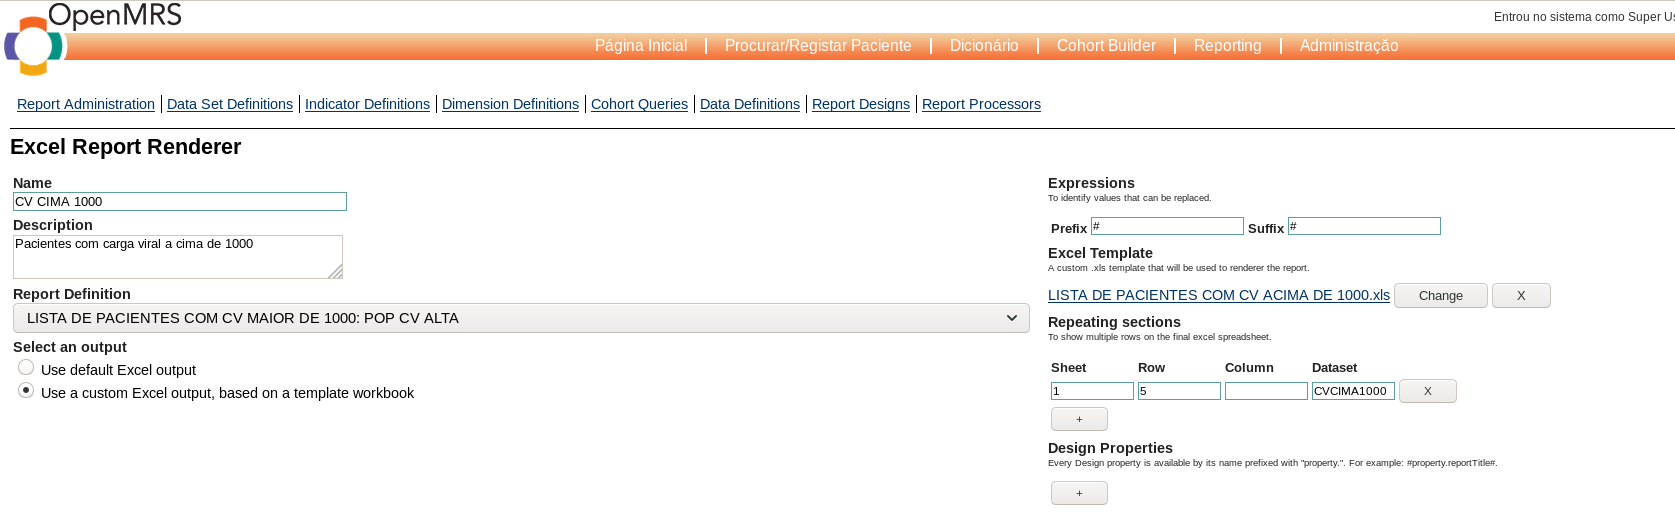 OpenMRS
Entrou no sistema como Super
Página Inicial | Procurar/Registar Paciente | Dicionário | Cohort Builder | Reporting | Administração
Report Administration | Data Set Definitions | Indicator Definitions | Dimension Definitions | Cohort Queries | Data Definitions | Report Designs | Report Processors
Excel Report Renderer
Name
CV CIMA 1000
Description
Pacientes com carga viral a cima de 1000
Report Definition
LISTA DE PACIENTES COM CV MAIOR DE 1000: POP CV ALTA
Select an output
Use default Excel output
Use a custom Excel output, based on a template workbook
Expressions
To identify values that can be replaced.
Prefix # Suffix #
Excel Template
A custom .xls template that will be used to renderer the report.
LISTA DE PACIENTES COM CV ACIMA DE 1000.xls Change X
Repeating sections
To show multiple rows on the final excel spreadsheet.
Sheet Row Column Dataset
1 5 CVCIMA1000 X
+
Design Properties
Every Design property is available by its name prefixed with "property.". For example: #property.reportTitle#.
+